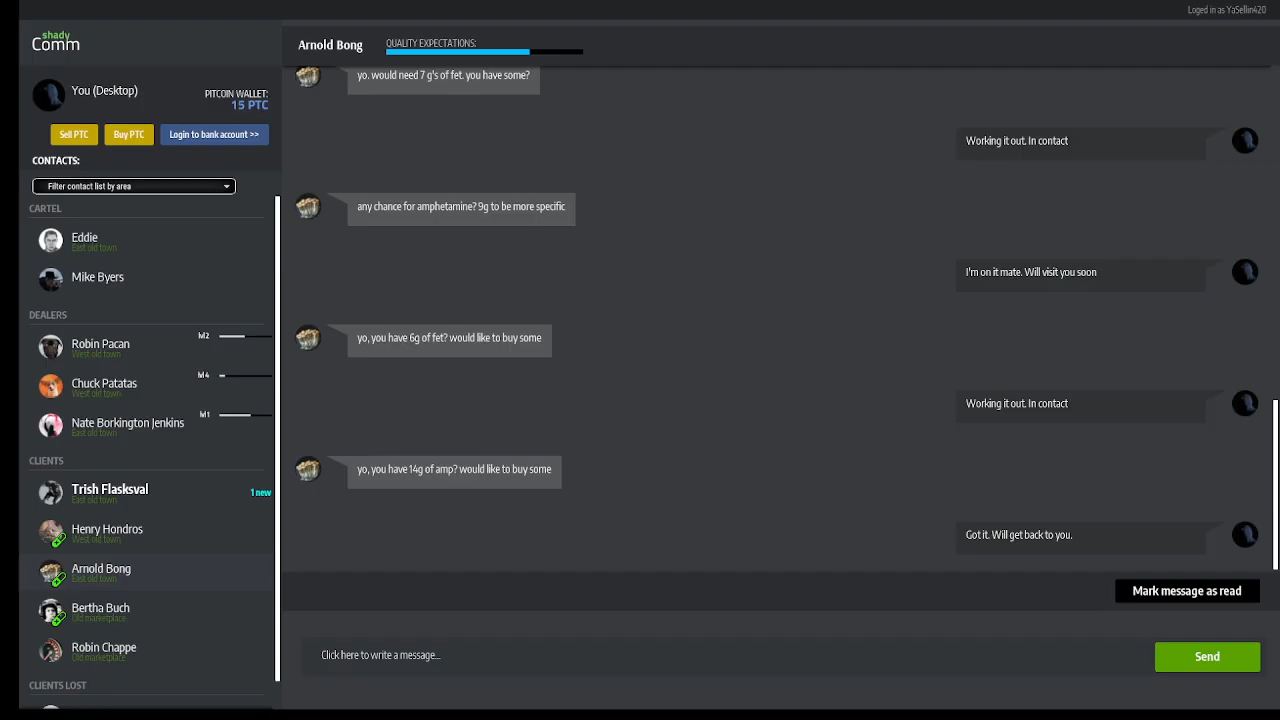 Loged in as YaSellin420
shady
Comm
You (Desktop)
PITCOIN WALLET:
15 PTC
Sell PTC
Buy PTC
Login to bank account >>
CONTACTS:
Filter contact list by area
CARTEL
Eddie
East old town
Mike Byers
DEALERS
Robin Pacan
West old town
lvl2
Chuck Patatas
West old town
lvl4
Nate Borkington Jenkins
East old town
lvl1
CLIENTS
Trish Flasksval
East old town
1 new
Henry Hondros
West old town
Arnold Bong
East old town
Bertha Buch
Old marketplace
Robin Chappe
Old marketplace
CLIENTS LOST
Arnold Bong
QUALITY EXPECTATIONS:
yo. would need 7 g's of fet. you have some?
Working it out. In contact
any chance for amphetamine? 9g to be more specific
I'm on it mate. Will visit you soon
yo, you have 6g of fet? would like to buy some
Working it out. In contact
yo, you have 14g of amp? would like to buy some
Got it. Will get back to you.
Mark message as read
Click here to write a message...
Send